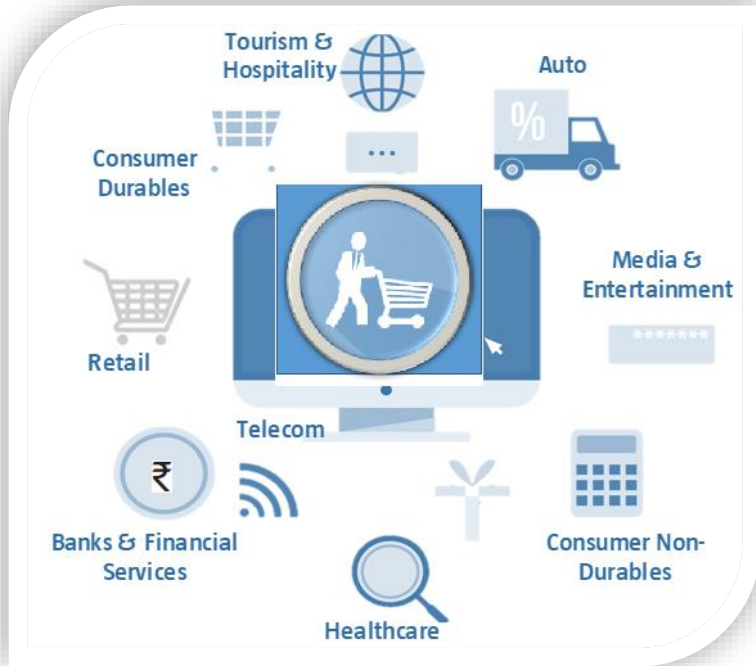 Tourism &
Hospitality
Auto
%
Consumer
Durables
Media &
Entertainment
*******
Retail
Telecom
₹
Banks & Financial
Services
Consumer Non-
Durables
Healthcare